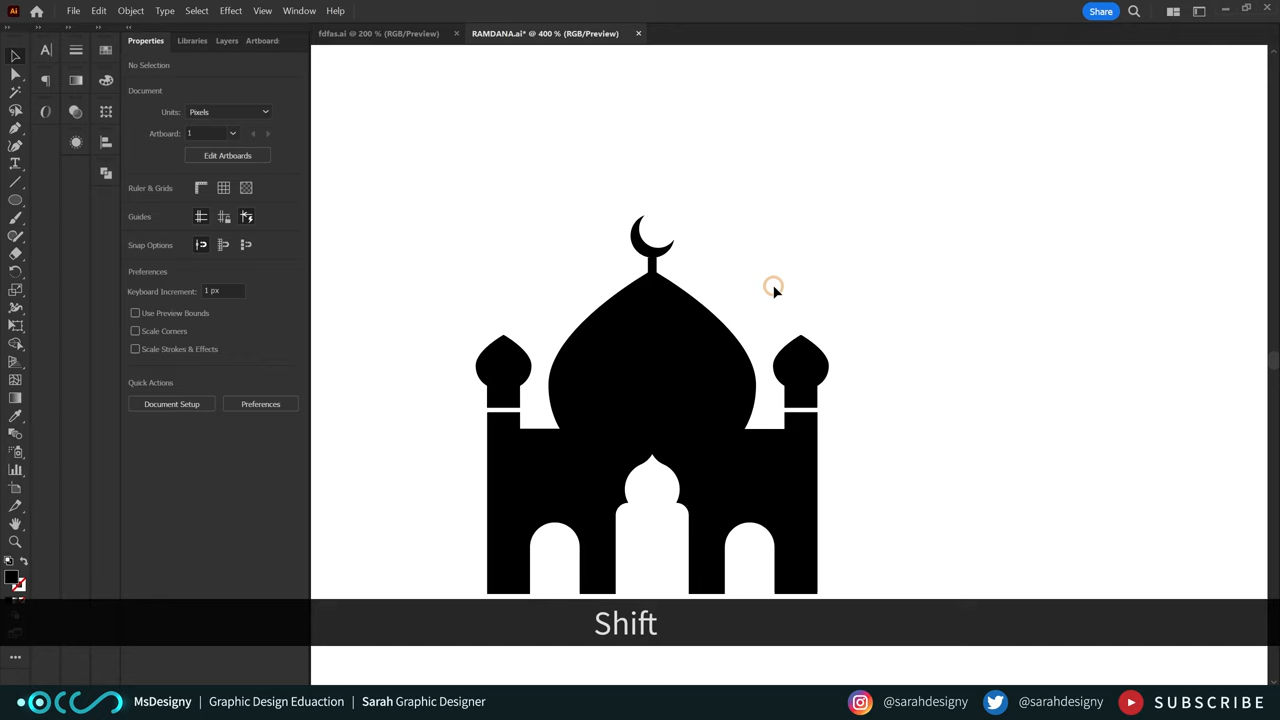 Ai File Edit Object Type Select Effect View Window Help Share
fdfas.ai @ 200 % (RGB/Preview) RAMDANA.ai* @ 400 % (RGB/Preview)
Properties Libraries Layers Artboard:
No Selection
Document
Units: Pixels
Artboard: 1
Edit Artboards
Ruler & Grids
Guides
Snap Options
Preferences
Keyboard Increment: 1 px
Use Preview Bounds
Scale Corners
Scale Strokes & Effects
Quick Actions
Document Setup Preferences
Shift
MsDesigny | Graphic Design Eduaction | Sarah Graphic Designer @sarahdesigny @sarahdesigny SUBSCRIBE